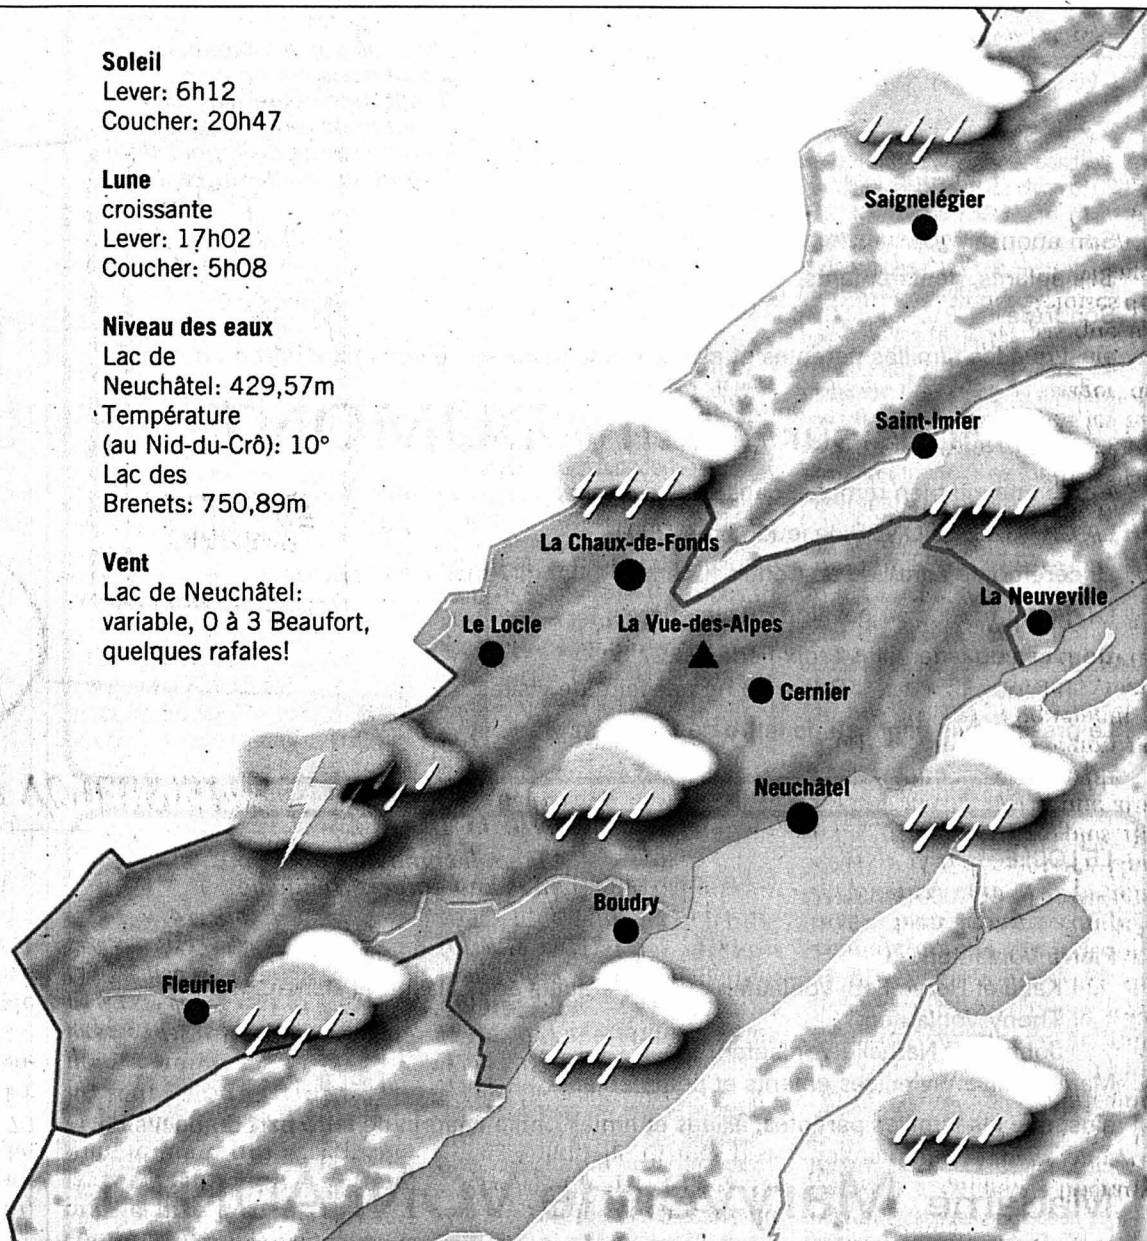 Soleil
Lever: 6h12
Coucher: 20h47
Lune
croissante
Lever: 17h02
Coucher: 5h08
Niveau des eaux
Lac de
Neuchâtel: 429,57m
Température
(au Nid-du-Crô): 10°
Lac des
Brenets: 750,89m
Vent
Lac de Neuchâtel:
variable, 0 à 3 Beaufort,
quelques rafales!
Saignelégier
Saint-Imier
La Chaux-de-Fonds
La Neuveville
Le Locle
La Vue-des-Alpes
Cernier
Neuchâtel
Boudry
Fleurier